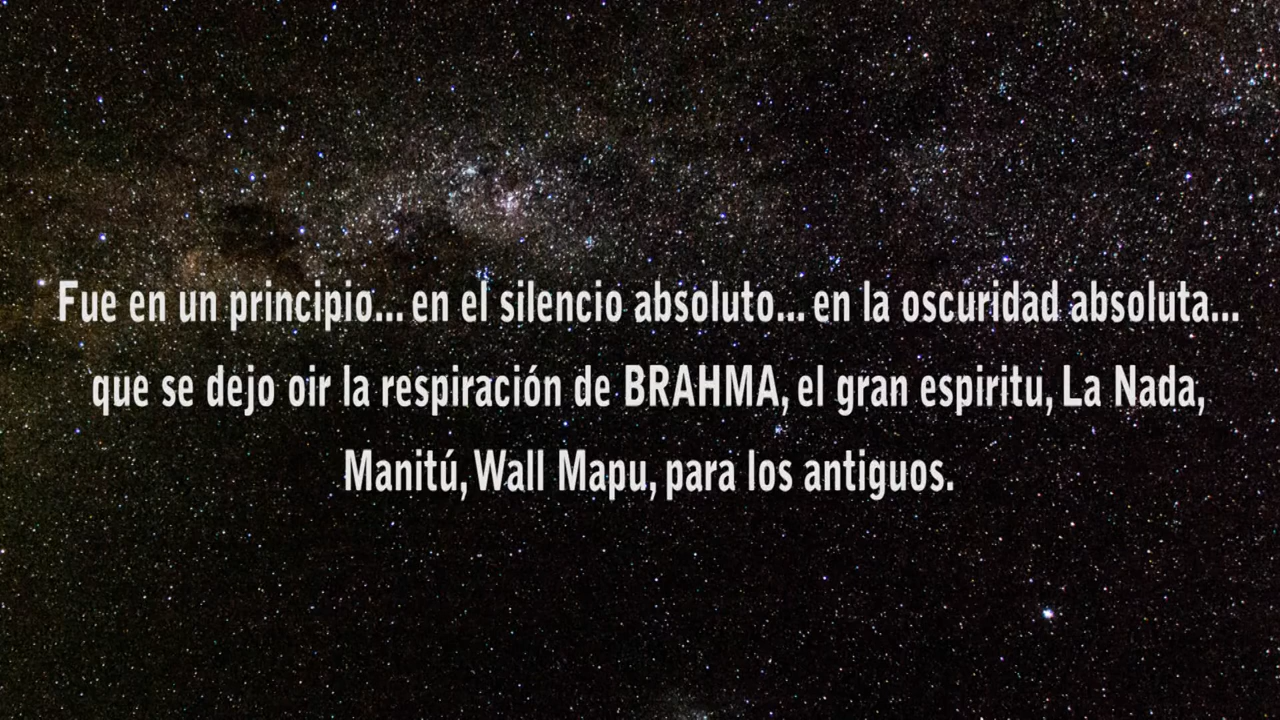 Fue en un principio... en el silencio absoluto... en la oscuridad absoluta...
que se dejo oir la respiración de BRAHMA, el gran espiritu, La Nada,
Manitú, Wall Mapu, para los antiguos.